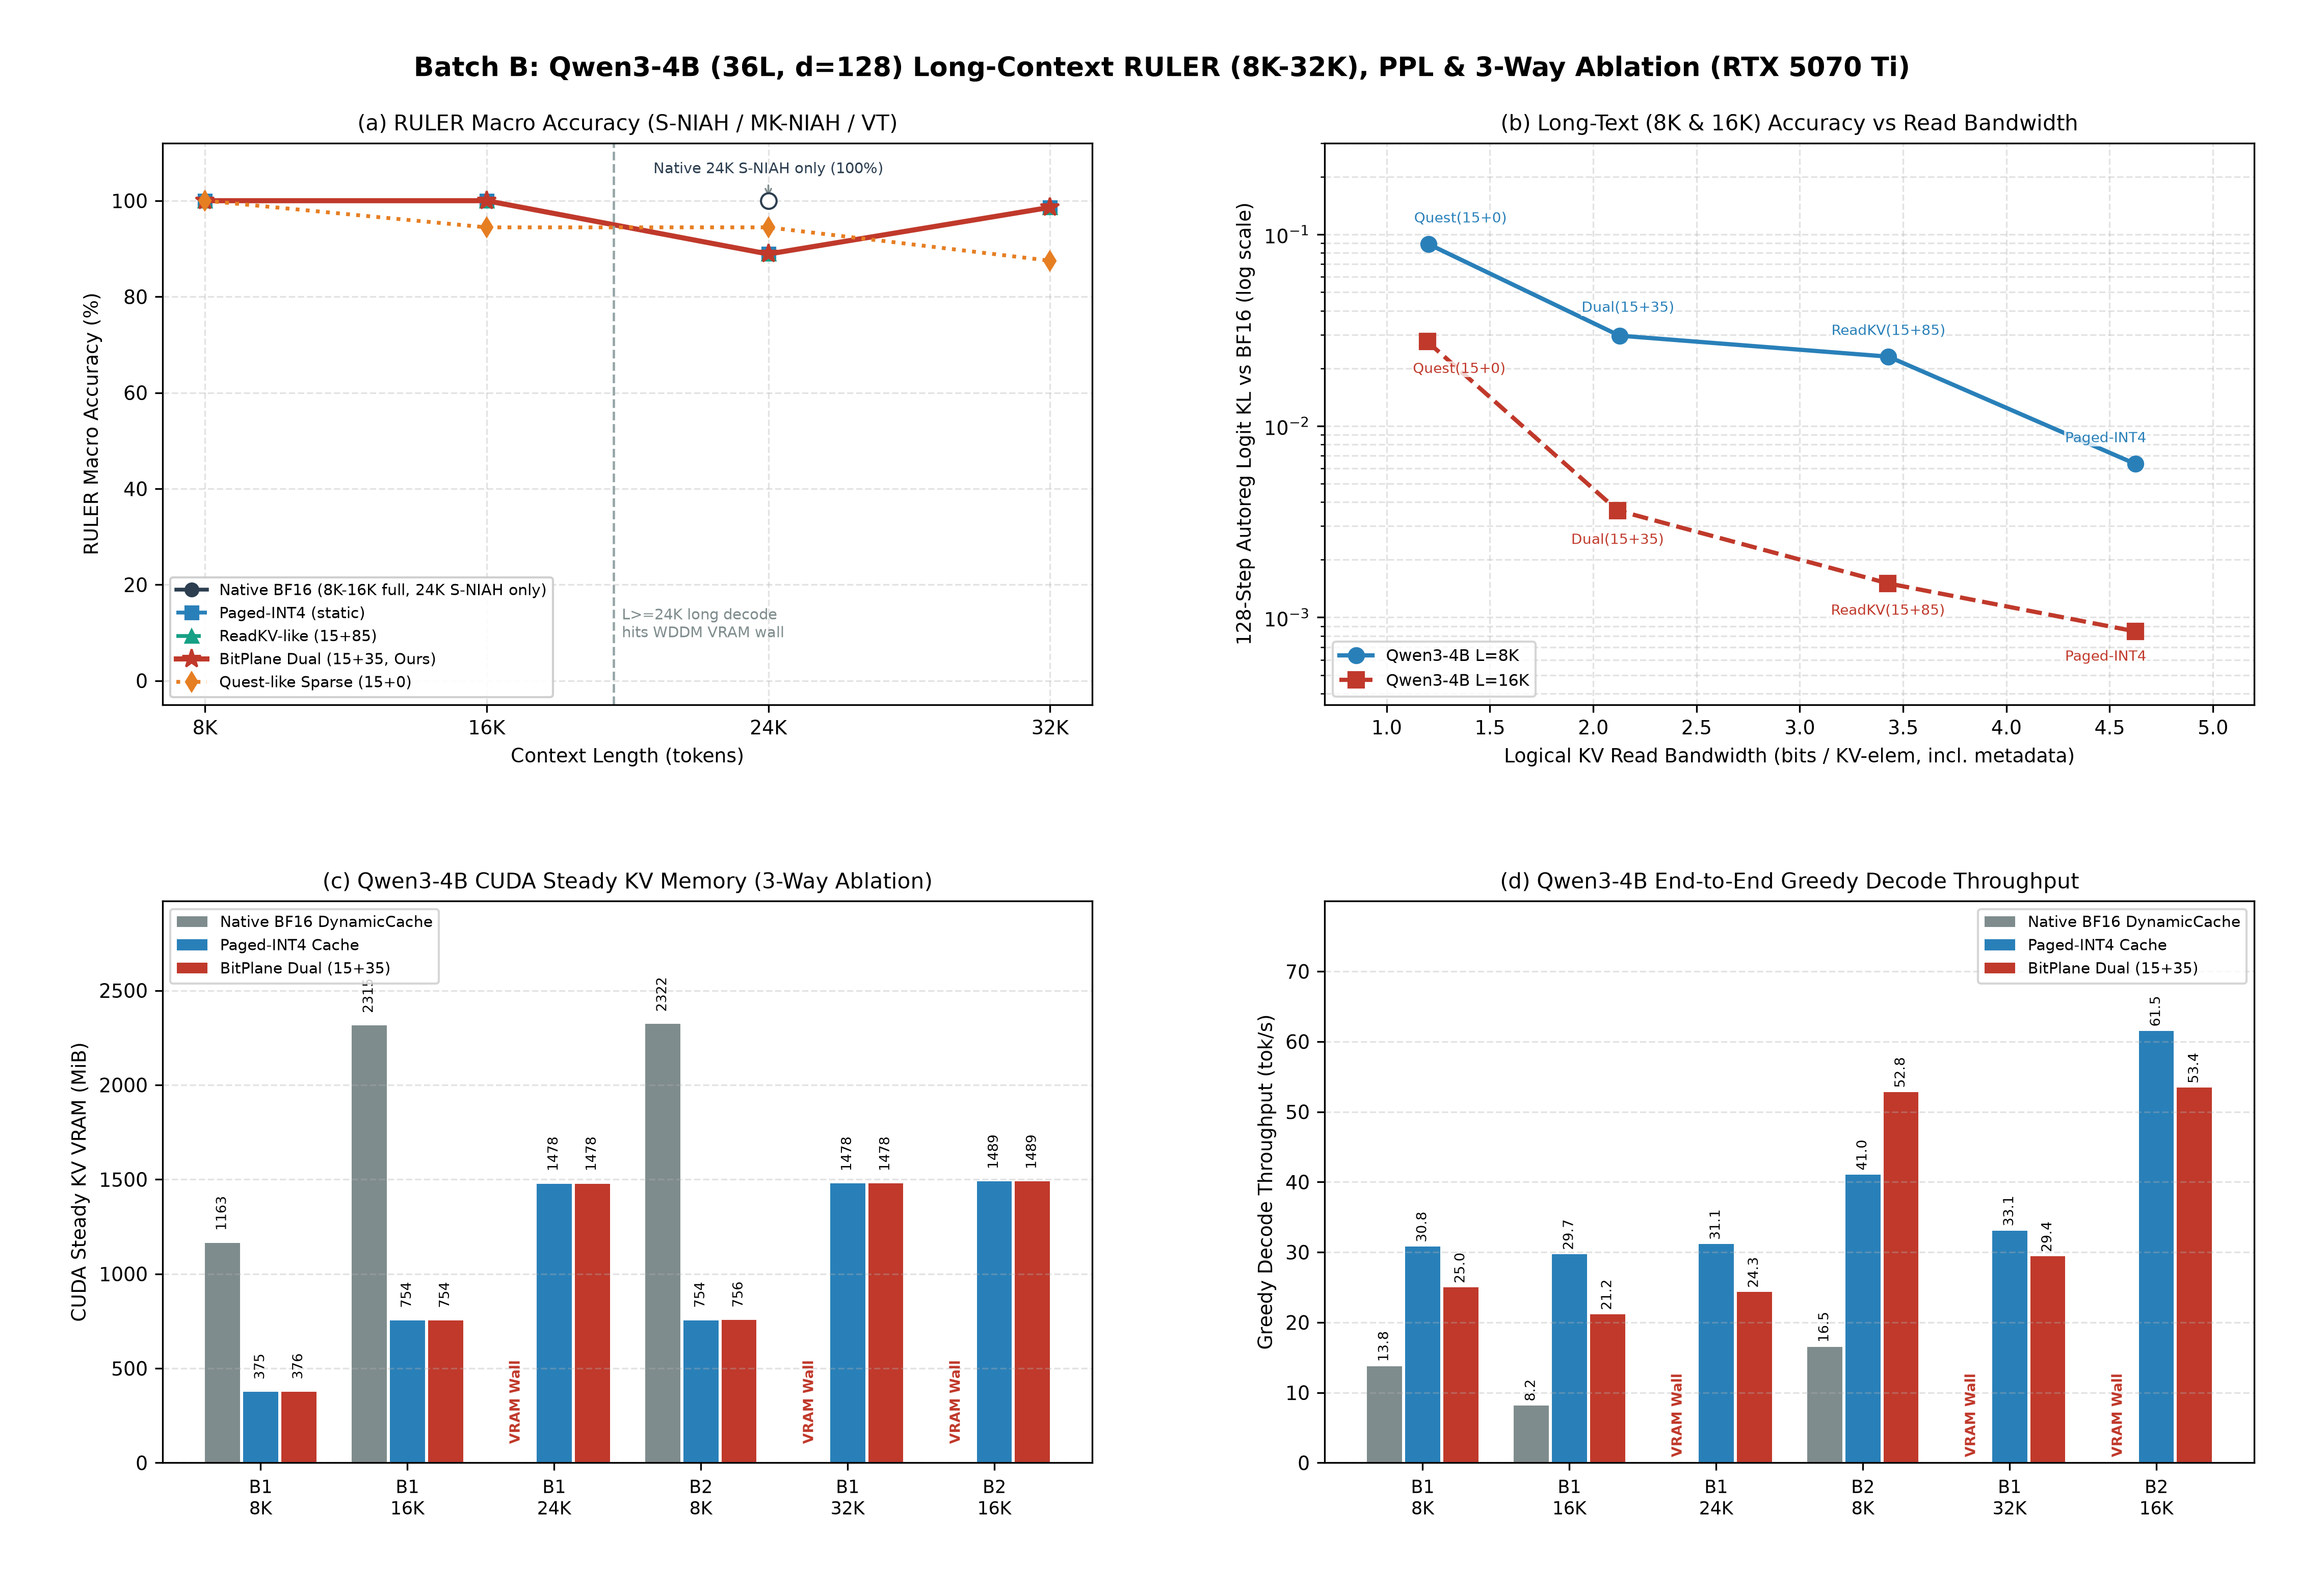 Batch B: Qwen3-4B (36L, d=128) Long-Context RULER (8K-32K), PPL & 3-Way Ablation (RTX 5070 Ti)
(a) RULER Macro Accuracy (S-NIAH / MK-NIAH / VT)
RULER Macro Accuracy (%)
100
80
60
40
20
0
Native 24K S-NIAH only (100%)
L>=24K long decode
hits WDDM VRAM wall
Native BF16 (8K-16K full, 24K S-NIAH only)
Paged-INT4 (static)
ReadKV-like (15+85)
BitPlane Dual (15+35, Ours)
Quest-like Sparse (15+0)
8K 16K 24K 32K
Context Length (tokens)
(b) Long-Text (8K & 16K) Accuracy vs Read Bandwidth
128-Step Autoreg Logit KL vs BF16 (log scale)
10⁻¹
10⁻²
10⁻³
Quest(15+0)
Dual(15+35)
ReadKV(15+85)
Paged-INT4
Quest(15+0)
Dual(15+35)
ReadKV(15+85)
Paged-INT4
Qwen3-4B L=8K
Qwen3-4B L=16K
1.0 1.5 2.0 2.5 3.0 3.5 4.0 4.5 5.0
Logical KV Read Bandwidth (bits / KV-elem, incl. metadata)
(c) Qwen3-4B CUDA Steady KV Memory (3-Way Ablation)
CUDA Steady KV VRAM (MiB)
2500
2000
1500
1000
500
0
Native BF16 DynamicCache
Paged-INT4 Cache
BitPlane Dual (15+35)
1163 375 376
2315 754 754
VRAM Wall 1478 1478
2322 754 756
VRAM Wall 1478 1478
VRAM Wall 1489 1489
B1 B1 B1 B2 B1 B2
8K 16K 24K 8K 32K 16K
(d) Qwen3-4B End-to-End Greedy Decode Throughput
Greedy Decode Throughput (tok/s)
70
60
50
40
30
20
10
0
Native BF16 DynamicCache
Paged-INT4 Cache
BitPlane Dual (15+35)
13.8 30.8 25.0
8.2 29.7 21.2
VRAM Wall 31.1 24.3
16.5 41.0 52.8
VRAM Wall 33.1 29.4
VRAM Wall 61.5 53.4
B1 B1 B1 B2 B1 B2
8K 16K 24K 8K 32K 16K